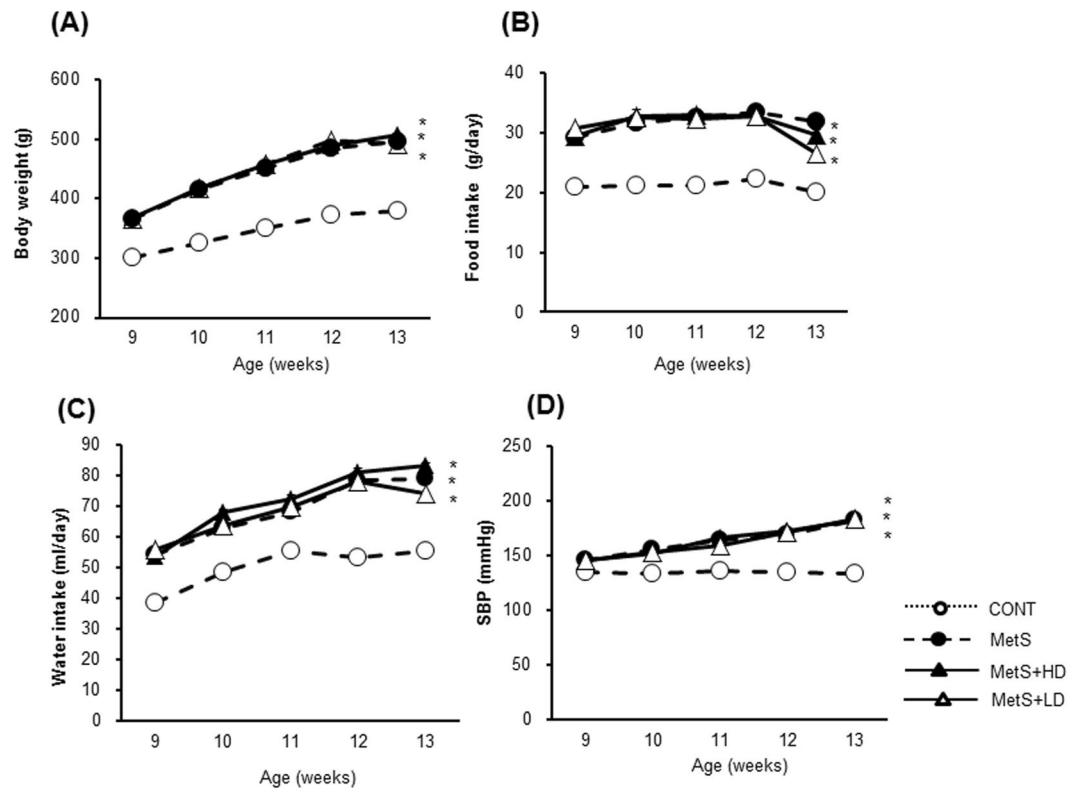 (A)
Body weight (g)
600
500
400
300
200
*
*
*
9 10 11 12 13
Age (weeks)
(B)
Food intake (g/day)
40
30
20
10
0
*
*
*
9 10 11 12 13
Age (weeks)
(C)
Water intake (ml/day)
90
80
70
60
50
40
30
20
10
0
*
*
*
9 10 11 12 13
Age (weeks)
(D)
SBP (mmHg)
250
200
150
100
50
0
*
*
*
9 10 11 12 13
Age (weeks)
CONT
MetS
MetS+HD
MetS+LD